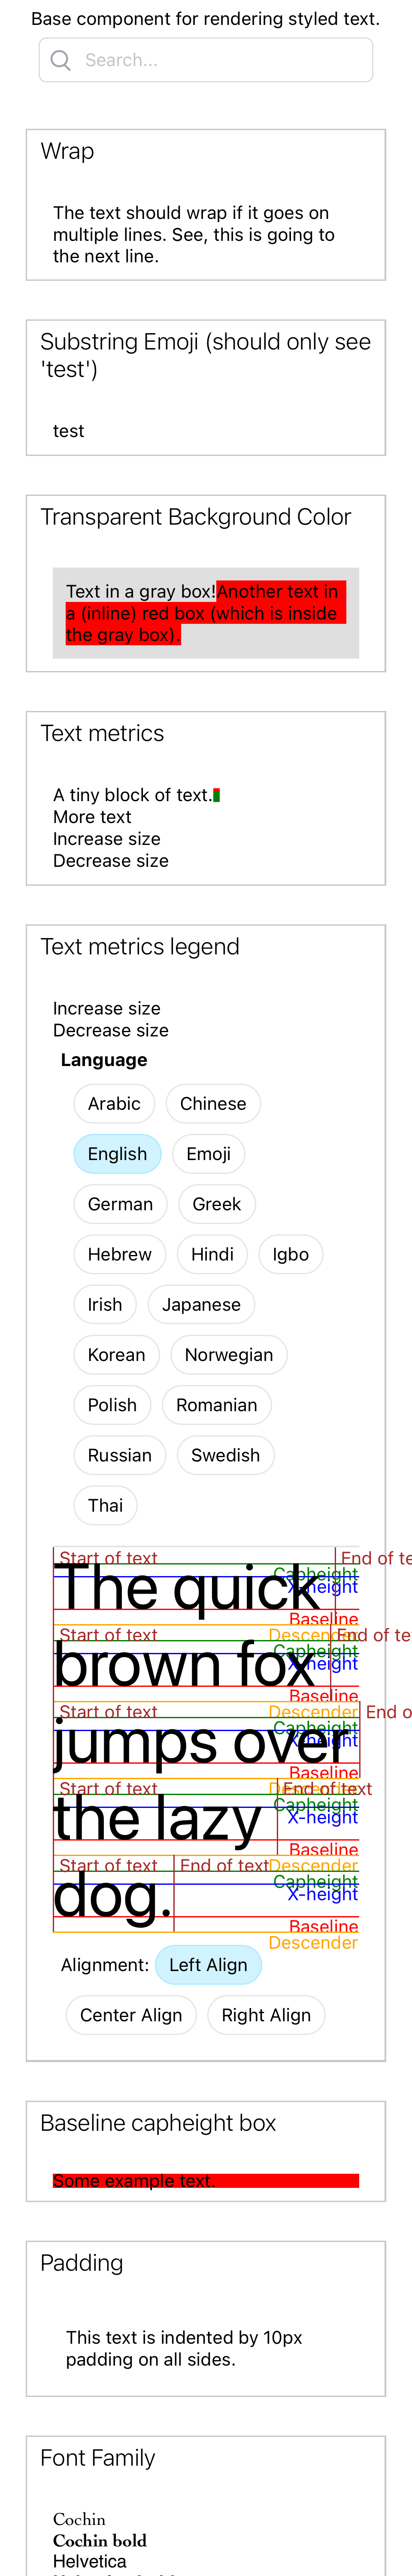 Base component for rendering styled text.
Search...
Wrap
The text should wrap if it goes on
multiple lines. See, this is going to
the next line.
Substring Emoji (should only see
'test')
test
Transparent Background Color
Text in a gray box!Another text in
a (inline) red box (which is inside
the gray box).
Text metrics
A tiny block of text.
More text
Increase size
Decrease size
Text metrics legend
Increase size
Decrease size
Language
Arabic Chinese
English Emoji
German Greek
Hebrew Hindi Igbo
Irish Japanese
Korean Norwegian
Polish Romanian
Russian Swedish
Thai
Start of text End of te
Capheight
The quick X-height
Baseline
Descender
Start of text End of te
Capheight
brown fox X-height
Baseline
Descender
Start of text End o
Capheight
jumps over X-height
Baseline
Descender
Start of text End of text
Capheight
the lazy X-height
Baseline
Descender
Start of text End of text
Capheight
dog. X-height
Baseline
Descender
Alignment: Left Align
Center Align Right Align
Baseline capheight box
Some example text.
Padding
This text is indented by 10px
padding on all sides.
Font Family
Cochin
Cochin bold
Helvetica